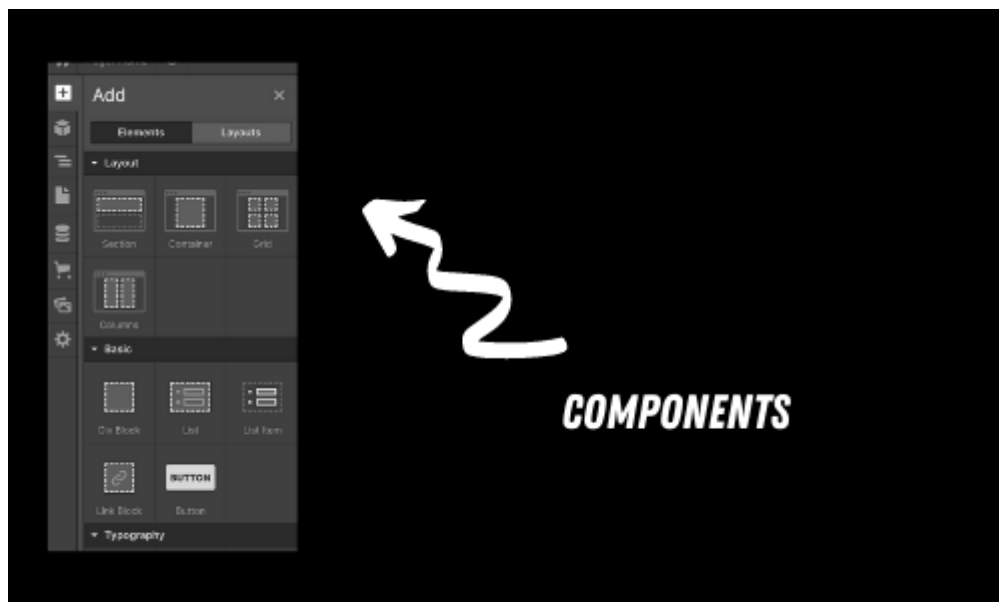 Add
Elements Layouts
Layout
Section Container Grid
Columns
Basic
Div Block List List Item
Link Block BUTTON Button
Typography
COMPONENTS